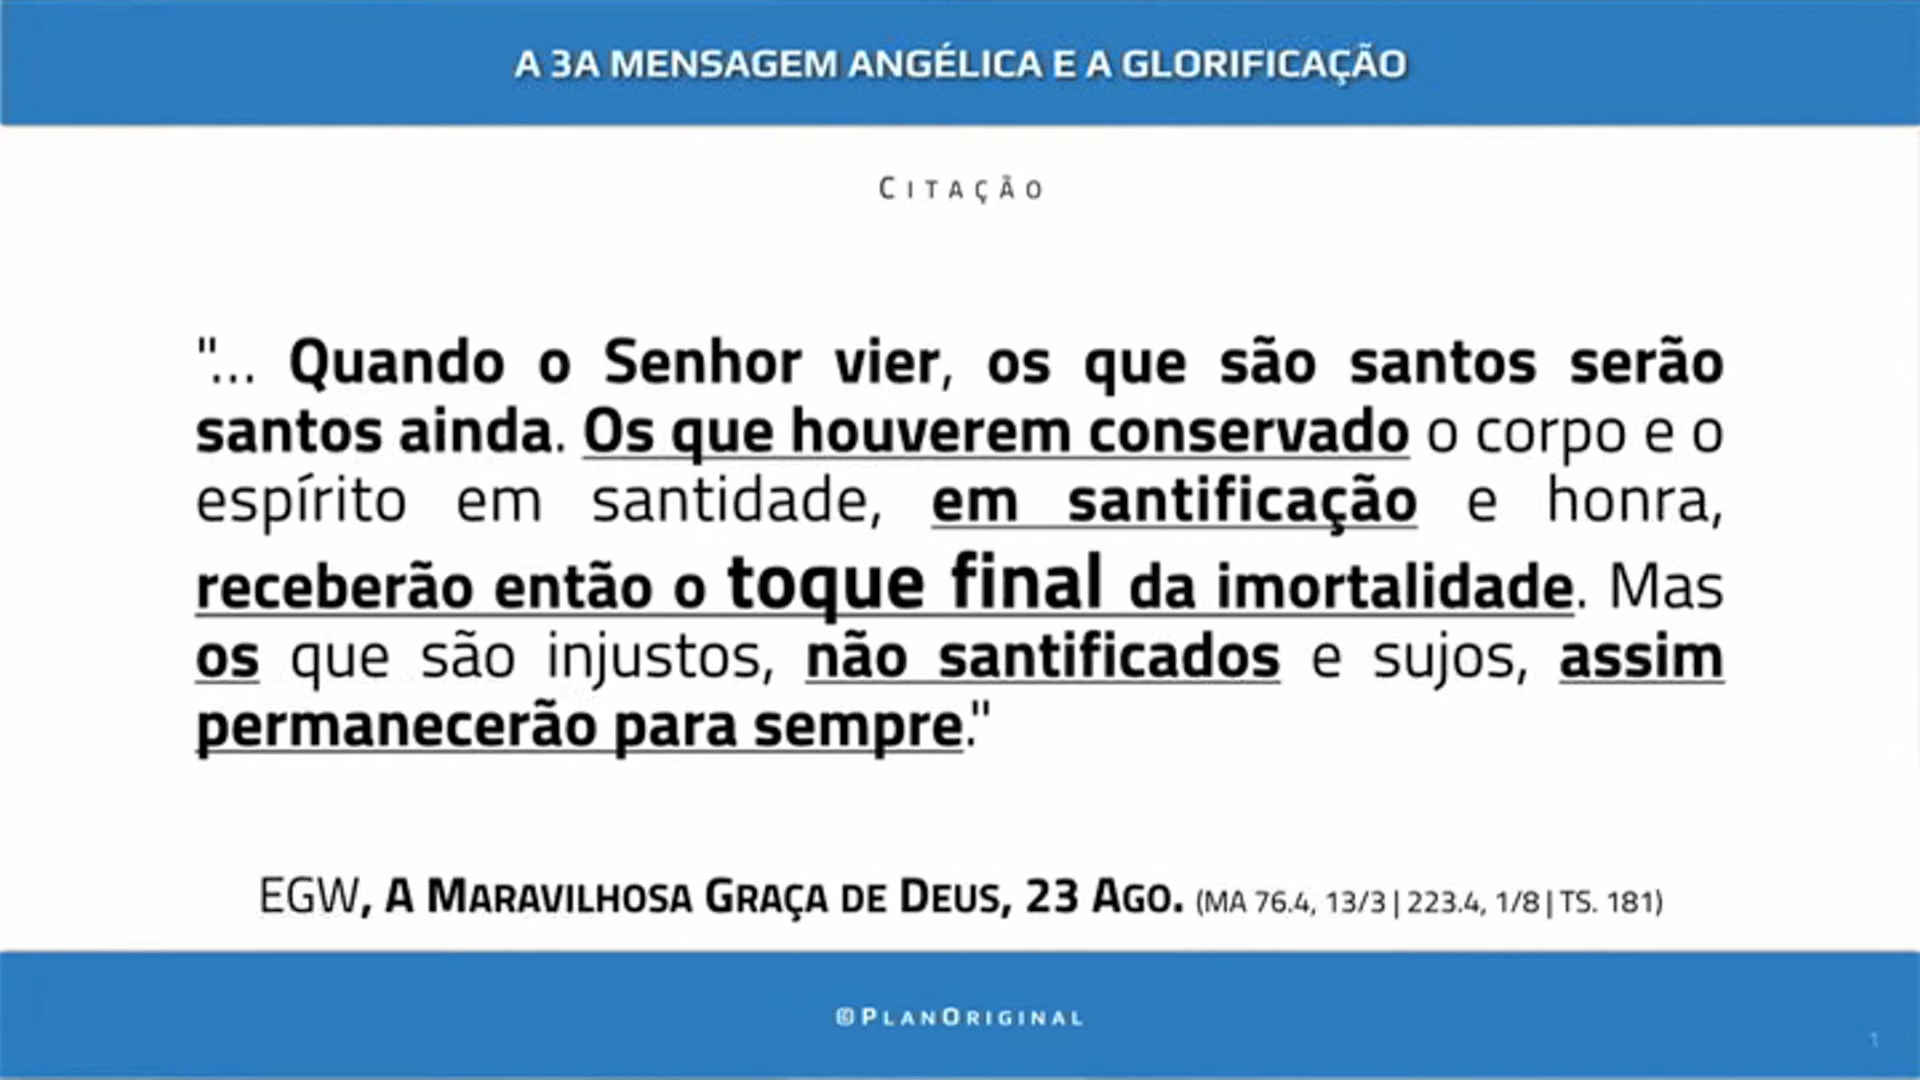 A 3A MENSAGEM ANGÉLICA E A GLORIFICAÇÃO
CITAÇÃO
"... Quando o Senhor vier, os que são santos serão
santos ainda. Os que houverem conservado o corpo e o
espírito em santidade, em santificação e honra,
receberão então o toque final da imortalidade. Mas
os que são injustos, não santificados e sujos, assim
permanecerão para sempre."
EGW, A MARAVILHOSA GRAÇA DE DEUS, 23 AGO. (MA 76.4, 13/3 | 223.4, 1/8 | TS. 181)
©PLANORIGINAL
1